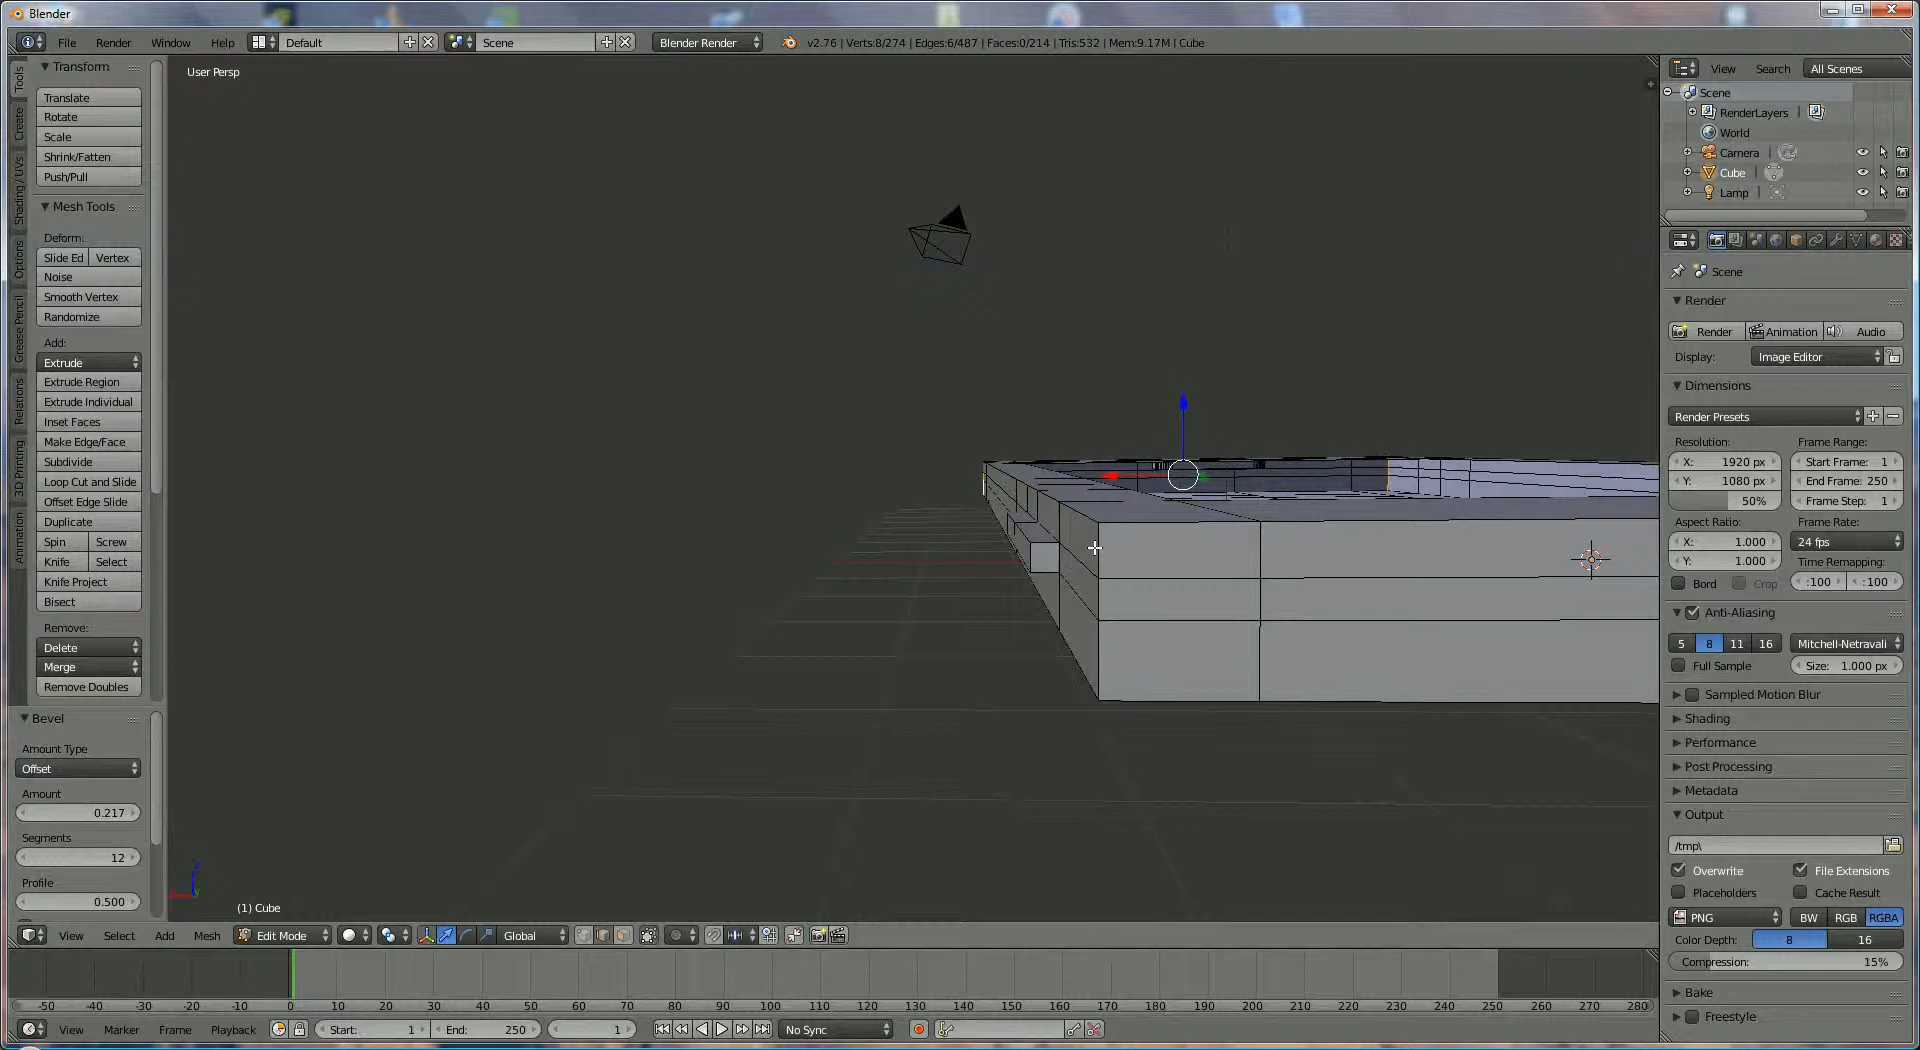 Blender
File Render Window Help Default Scene Blender Render v2.76 | Verts:8/274 | Edges:6/487 | Faces:0/214 | Tris:532 | Mem:9.17M | Cube
Tools
Create
Shading / UVs
Options
Grease Pencil
Relations
3D Printing
Animation
Transform
Translate
Rotate
Scale
Shrink/Fatten
Push/Pull
Mesh Tools
Deform:
Slide Ed Vertex
Noise
Smooth Vertex
Randomize
Add:
Extrude
Extrude Region
Extrude Individual
Inset Faces
Make Edge/Face
Subdivide
Loop Cut and Slide
Offset Edge Slide
Duplicate
Spin Screw
Knife Select
Knife Project
Bisect
Remove:
Delete
Merge
Remove Doubles
Bevel
Amount Type
Offset
Amount
0.217
Segments
12
Profile
0.500
User Persp
(1) Cube
View Select Add Mesh Edit Mode Global
-50 -40 -30 -20 -10 0 10 20 30 40 50 60 70 80 90 100 110 120 130 140 150 160 170 180 190 200 210 220 230 240 250 260 270 280
View Marker Frame Playback Start: 1 End: 250 1 No Sync
View Search All Scenes
Scene
RenderLayers
World
Camera
Cube
Lamp
Scene
Render
Render Animation Audio
Display: Image Editor
Dimensions
Render Presets
Resolution: Frame Range:
X: 1920 px Start Frame: 1
Y: 1080 px End Frame: 250
50% Frame Step: 1
Aspect Ratio: Frame Rate:
X: 1.000 24 fps
Y: 1.000 Time Remapping:
Bord Crop :100 :100
Anti-Aliasing
5 8 11 16 Mitchell-Netravali
Full Sample Size: 1.000 px
Sampled Motion Blur
Shading
Performance
Post Processing
Metadata
Output
/tmp\
Overwrite File Extensions
Placeholders Cache Result
PNG BW RGB RGBA
Color Depth: 8 16
Compression: 15%
Bake
Freestyle